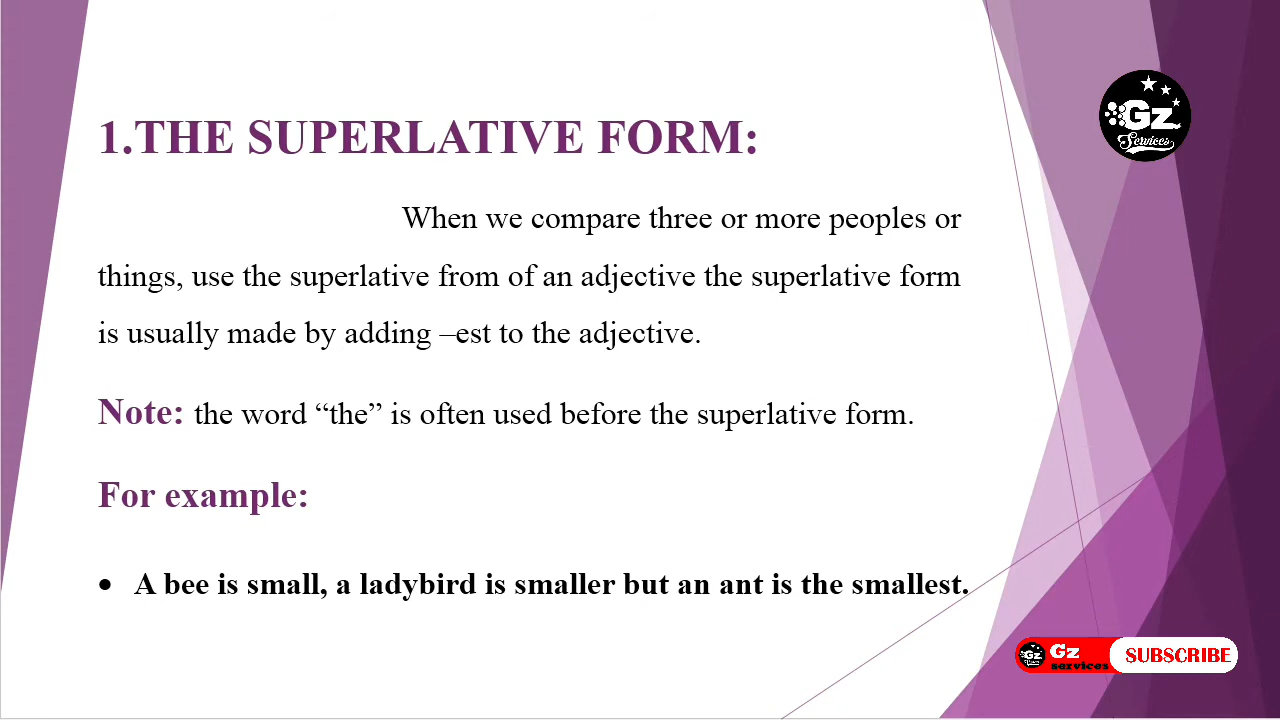 Gz
Services
1.THE SUPERLATIVE FORM:
When we compare three or more peoples or
things, use the superlative from of an adjective the superlative form
is usually made by adding –est to the adjective.
Note: the word “the” is often used before the superlative form.
For example:
• A bee is small, a ladybird is smaller but an ant is the smallest.
Gz
services
SUBSCRIBE